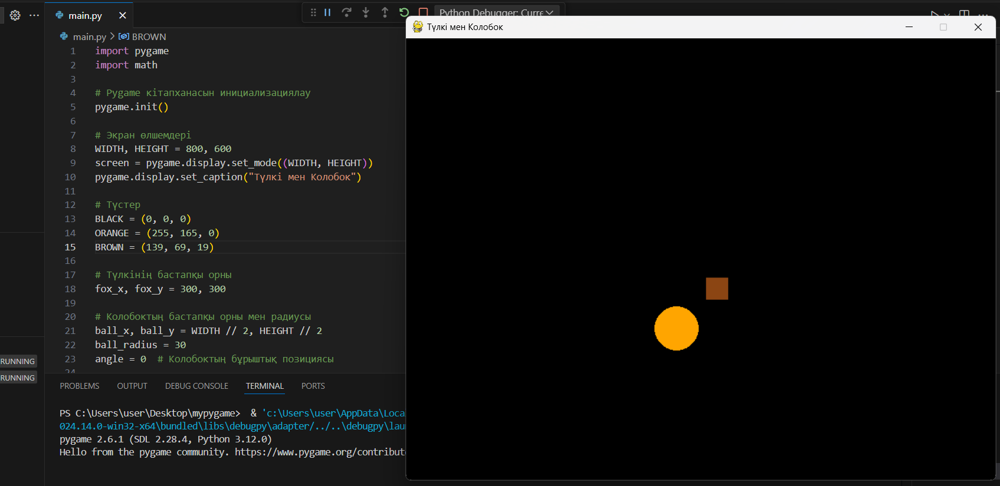 main.py
Python Debugger: Curre
main.py > BROWN
1 import pygame
2 import math
3
4 # Pygame кітапханасын инициализациялау
5 pygame.init()
6
7 # Экран өлшемдері
8 WIDTH, HEIGHT = 800, 600
9 screen = pygame.display.set_mode((WIDTH, HEIGHT))
10 pygame.display.set_caption("Түлкі мен Колобок")
11
12 # Түстер
13 BLACK = (0, 0, 0)
14 ORANGE = (255, 165, 0)
15 BROWN = (139, 69, 19)
16
17 # Түлкінің бастапқы орны
18 fox_x, fox_y = 300, 300
19
20 # Колобоктың бастапқы орны мен радиусы
21 ball_x, ball_y = WIDTH // 2, HEIGHT // 2
22 ball_radius = 30
23 angle = 0  # Колобоктың бұрыштық позициясы
24
RUNNING
RUNNING
PROBLEMS OUTPUT DEBUG CONSOLE TERMINAL PORTS
PS C:\Users\user\Desktop\mypygame>  & 'c:\Users\user\AppData\Loca
024.14.0-win32-x64\bundled\libs\debugpy\adapter/../..\debugpy\lau
pygame 2.6.1 (SDL 2.28.4, Python 3.12.0)
Hello from the pygame community. https://www.pygame.org/contribute
Түлкі мен Колобок